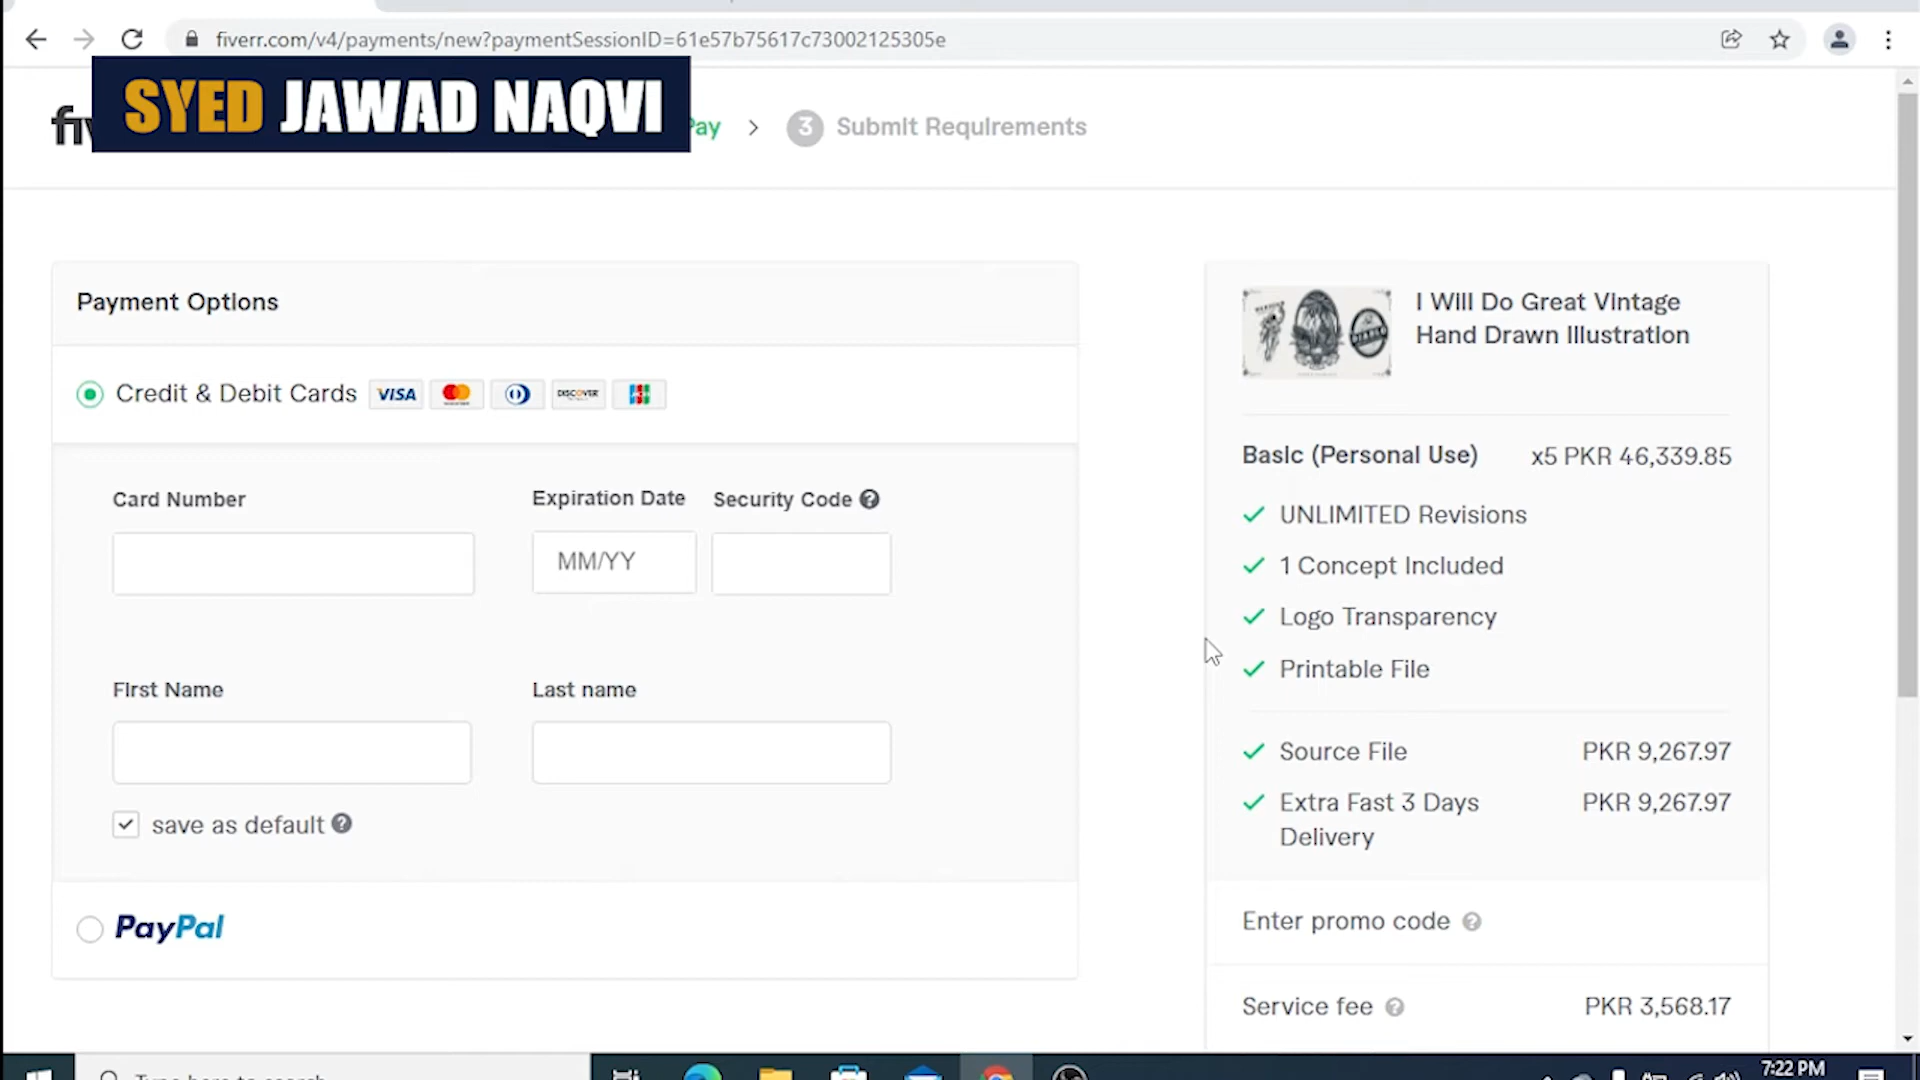 fiverr.com/v4/payments/new?paymentSessionID=61e57b75617c73002125305e
SYED JAWAD NAQVI
Pay
3 Submit Requirements
Payment Options
Credit & Debit Cards VISA DISCOVER
Card Number
Expiration Date
Security Code
MM/YY
First Name
Last name
save as default
PayPal
I Will Do Great Vintage
Hand Drawn Illustration
Basic (Personal Use) x5 PKR 46,339.85
UNLIMITED Revisions
1 Concept Included
Logo Transparency
Printable File
Source File PKR 9,267.97
Extra Fast 3 Days PKR 9,267.97
Delivery
Enter promo code
Service fee PKR 3,568.17
Type here to search
7:22 PM